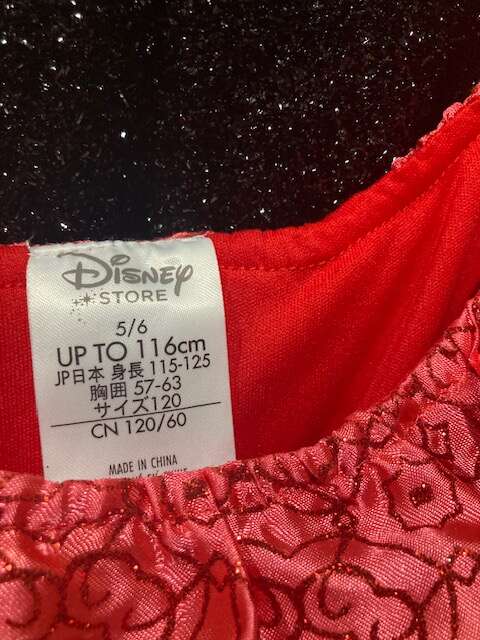 Disney
STORE
5/6
UP TO 116cm
JP日本 身長 115-125
胸囲 57-63
サイズ120
CN 120/60
MADE IN CHINA